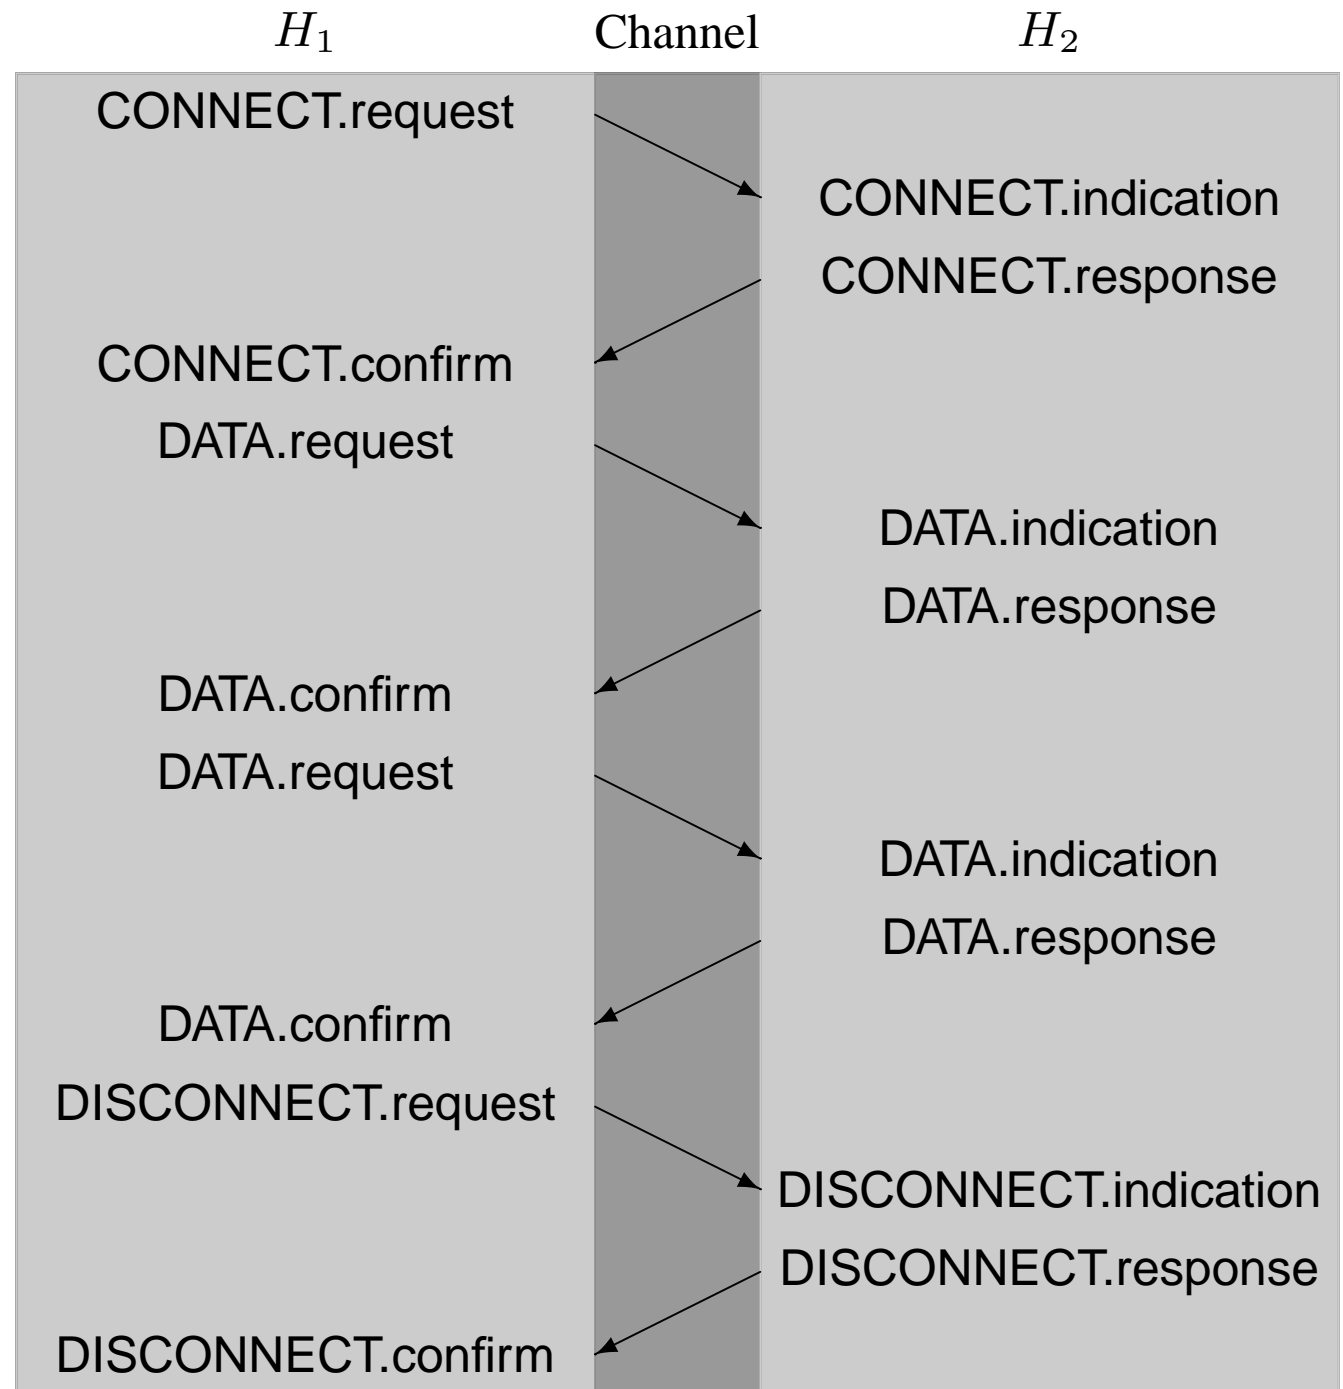 H₁ Channel H₂
CONNECT.request
CONNECT.indication
CONNECT.response
CONNECT.confirm
DATA.request
DATA.indication
DATA.response
DATA.confirm
DATA.request
DATA.indication
DATA.response
DATA.confirm
DISCONNECT.request
DISCONNECT.indication
DISCONNECT.response
DISCONNECT.confirm